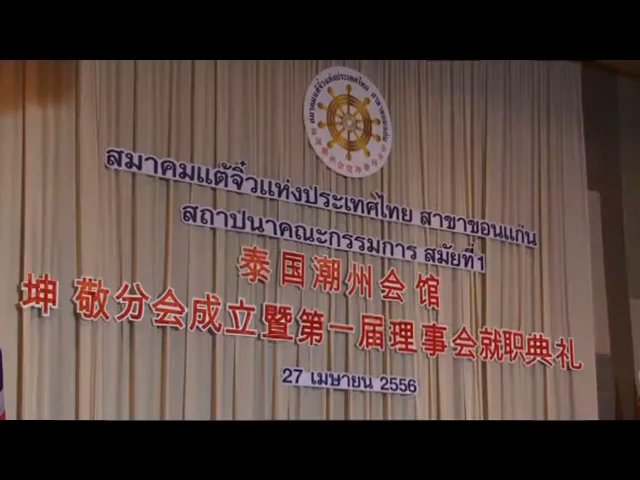 สมาคมแต้จิ๋วแห่งประเทศไทย สาขาขอนแก่น
สถาปนาคณะกรรมการ สมัยที่1
泰国潮州会馆
坤敬分会成立暨第一届理事会就职典礼
27 เมษายน 2556